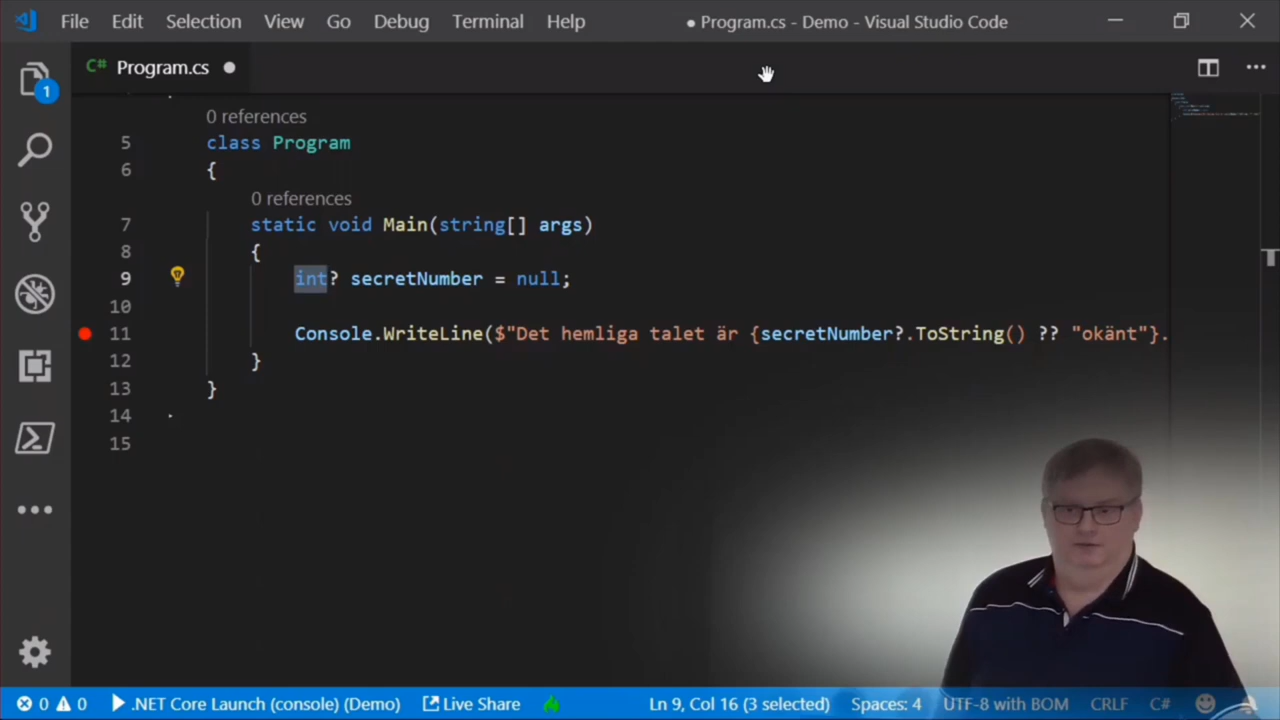 File Edit Selection View Go Debug Terminal Help ● Program.cs - Demo - Visual Studio Code
C# Program.cs ●
1
0 references
5 class Program
6 {
0 references
7 static void Main(string[] args)
8 {
9 int? secretNumber = null;
10
11 Console.WriteLine($"Det hemliga talet är {secretNumber?.ToString() ?? "okänt"}.
12 }
13 }
14
15
0 0 .NET Core Launch (console) (Demo) Live Share Ln 9, Col 16 (3 selected) Spaces: 4 UTF-8 with BOM CRLF C#